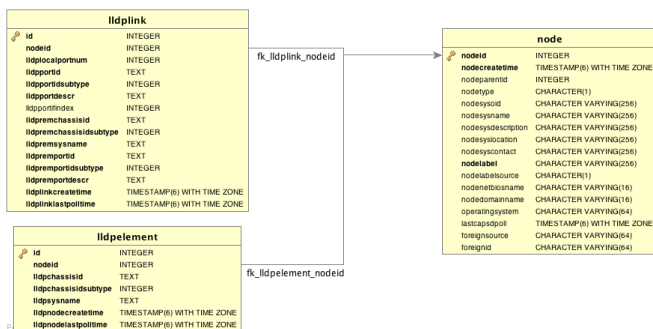 lldplink
id INTEGER
nodeid INTEGER
lldplocalportnum INTEGER
lldpportid TEXT
lldpportidsubtype INTEGER
lldpportdescr TEXT
lldpportifindex INTEGER
lldpremchassisid TEXT
lldpremchassisidsubtype INTEGER
lldpremsysname TEXT
lldpremportid TEXT
lldpremportidsubtype INTEGER
lldpremportdescr TEXT
lldplinkcreatetime TIMESTAMP(6) WITH TIME ZONE
lldplinklastpolltime TIMESTAMP(6) WITH TIME ZONE
fk_lldplink_nodeid
node
nodeid INTEGER
nodecreatetime TIMESTAMP(6) WITH TIME ZONE
nodeparentid INTEGER
nodetype CHARACTER(1)
nodesysoid CHARACTER VARYING(256)
nodesysname CHARACTER VARYING(256)
nodesysdescription CHARACTER VARYING(256)
nodesyslocation CHARACTER VARYING(256)
nodesyscontact CHARACTER VARYING(256)
nodelabel CHARACTER VARYING(256)
nodelabelsource CHARACTER(1)
nodenetbiosname CHARACTER VARYING(16)
nodedomainname CHARACTER VARYING(16)
operatingsystem CHARACTER VARYING(64)
lastcapsdpoll TIMESTAMP(6) WITH TIME ZONE
foreignsource CHARACTER VARYING(64)
foreignid CHARACTER VARYING(64)
lldpelement
id INTEGER
nodeid INTEGER
lldpchassisid TEXT
lldpchassisidsubtype INTEGER
lldpsysname TEXT
lldpnodecreatetime TIMESTAMP(6) WITH TIME ZONE
lldpnodelastpolltime TIMESTAMP(6) WITH TIME ZONE
fk_lldpelement_nodeid